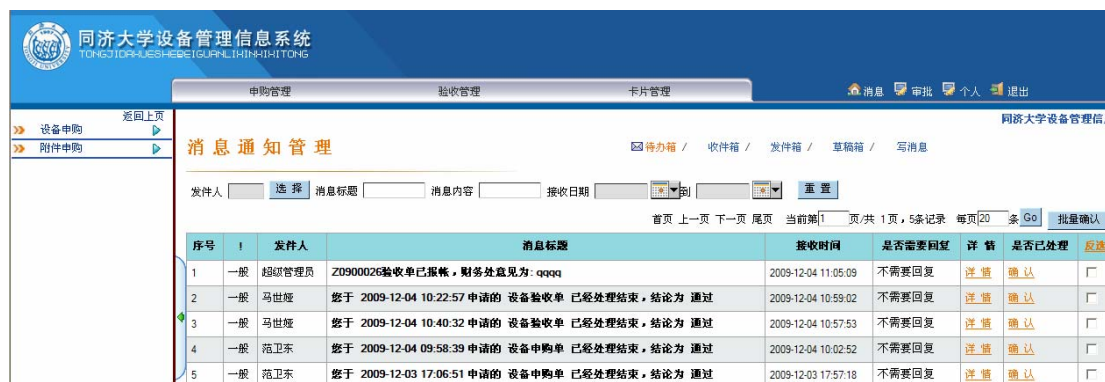 同济大学设备管理信息系统
TONGJIDAHUESHEBEIGUANLIHINHIHITONG
申购管理 验收管理 卡片管理 消息 审批 个人 退出
返回上页 同济大学设备管理信
设备申购
附件申购
消息通知管理 待办箱 / 收件箱 / 发件箱 / 草稿箱 / 写消息
发件人 选 择 消息标题 消息内容 接收日期 到 重 置
首页 上一页 下一页 尾页 当前第1 页/共 1页,5条记录 每页20 条 Go 批量确认
序号 ! 发件人 消息标题 接收时间 是否需要回复 详 情 是否已处理 反选
1 一般 超级管理员 Z0900026验收单已报帐,财务处意见为: qqqq 2009-12-04 11:05:09 不需要回复 详 情 确 认
2 一般 马世娅 您于 2009-12-04 10:22:57 申请的 设备验收单 已经处理结束,结论为 通过 2009-12-04 10:59:02 不需要回复 详 情 确 认
3 一般 马世娅 您于 2009-12-04 10:40:32 申请的 设备验收单 已经处理结束,结论为 通过 2009-12-04 10:57:53 不需要回复 详 情 确 认
4 一般 范卫东 您于 2009-12-04 09:58:39 申请的 设备申购单 已经处理结束,结论为 通过 2009-12-04 10:02:52 不需要回复 详 情 确 认
5 一般 范卫东 您于 2009-12-03 17:06:51 申请的 设备申购单 已经处理结束,结论为 通过 2009-12-03 17:57:18 不需要回复 详 情 确 认